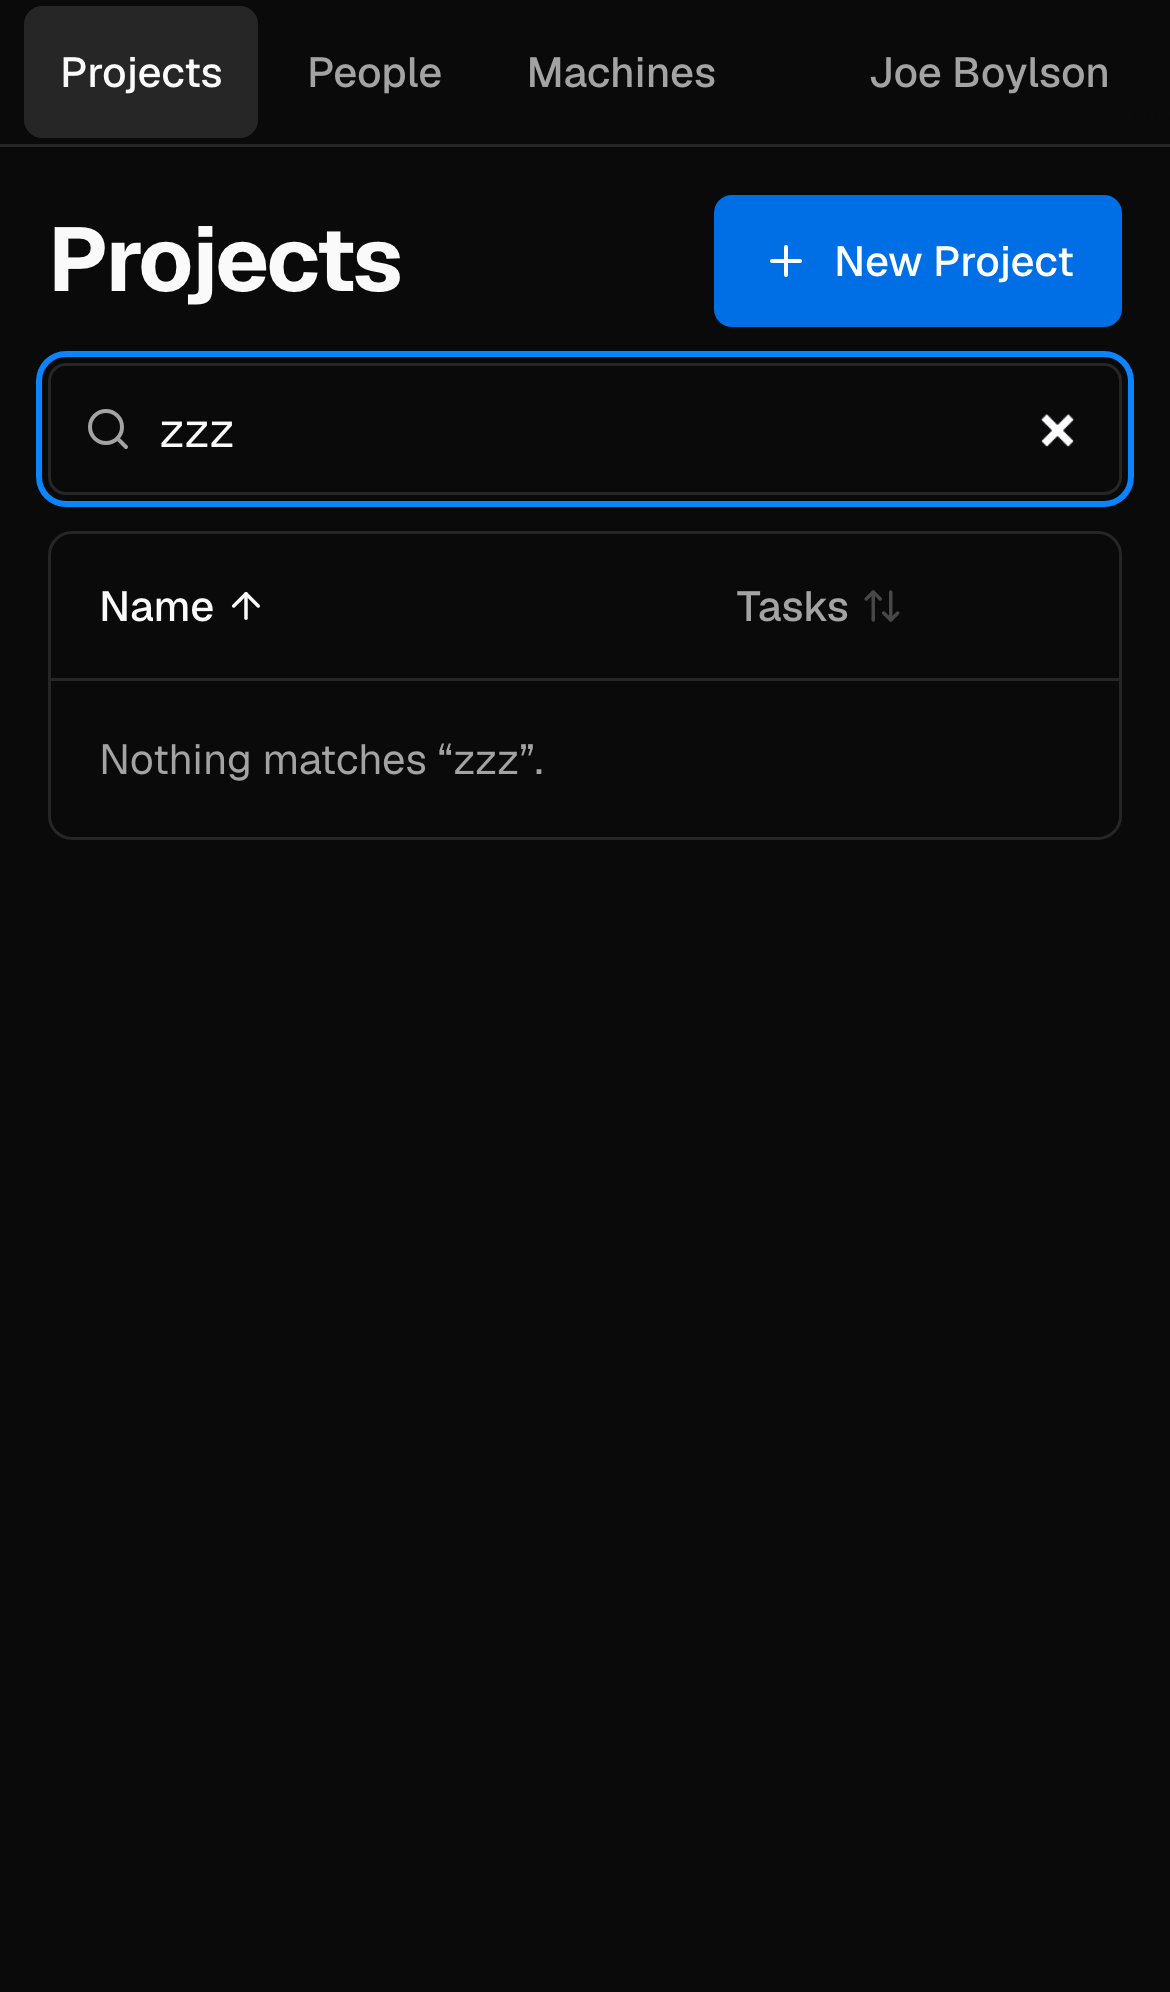 Projects People Machines Joe Boylson
Projects
+ New Project
zzz
Name ↑ Tasks ↑↓
Nothing matches “zzz”.